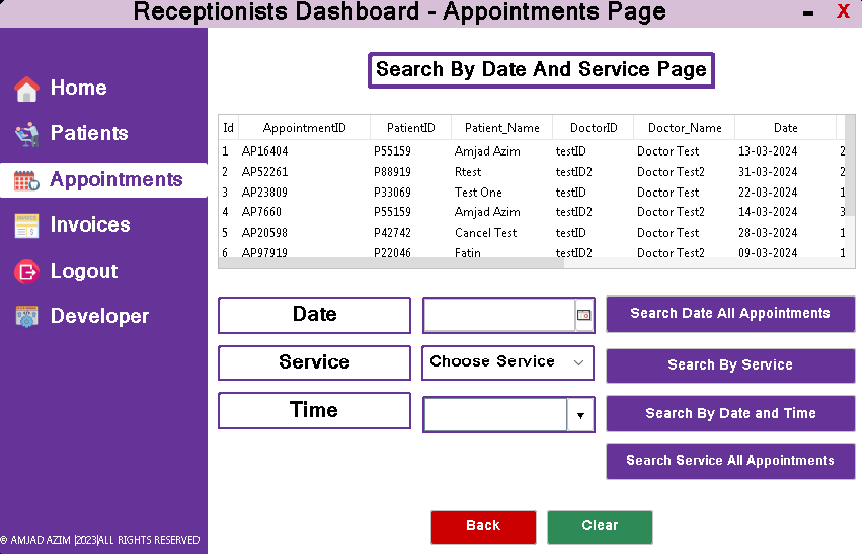 Receptionists Dashboard - Appointments Page - X
Home
Patients
Appointments
Invoices
Logout
Developer
© AMJAD AZIM |2023|ALL RIGHTS RESERVED
Search By Date And Service Page
Id AppointmentID PatientID Patient_Name DoctorID Doctor_Name Date
1 AP16404 P55159 Amjad Azim testID Doctor Test 13-03-2024 2
2 AP52261 P88919 Rtest testID2 Doctor Test2 31-03-2024 2
3 AP23809 P33069 Test One testID Doctor Test 22-03-2024 1
4 AP7660 P55159 Amjad Azim testID2 Doctor Test2 14-03-2024 3
5 AP20598 P42742 Cancel Test testID Doctor Test 28-03-2024 1
6 AP97919 P22046 Fatin testID2 Doctor Test2 09-03-2024 1
Date Search Date All Appointments
Service Choose Service Search By Service
Time Search By Date and Time
Search Service All Appointments
Back Clear